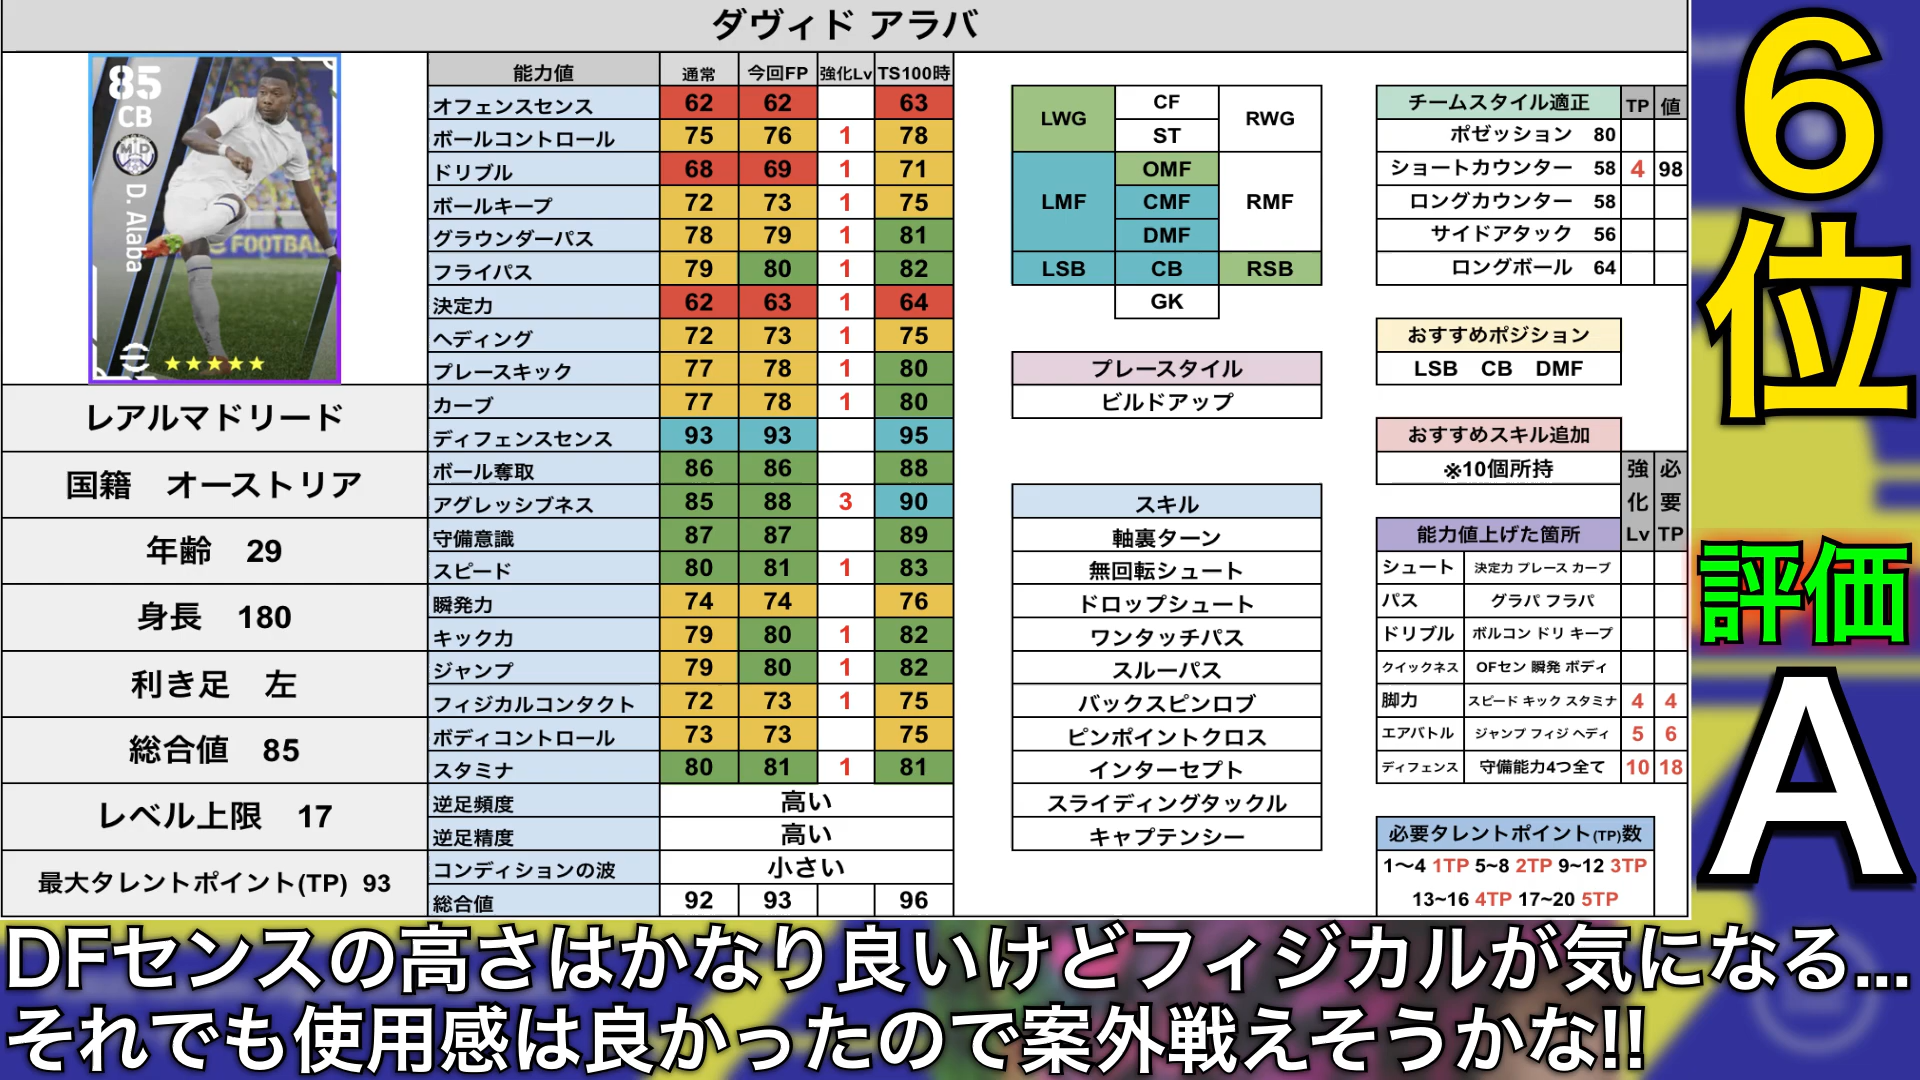 ダヴィド アラバ
85
CB
D. Alaba
FOOTBAL
★★★★★
レアルマドリード
国籍　オーストリア
年齢　29
身長　180
利き足　左
総合値　85
レベル上限　17
最大タレントポイント(TP) 93
能力値 通常 今回FP 強化Lv TS100時
オフェンスセンス 62 62 63
ボールコントロール 75 76 1 78
ドリブル 68 69 1 71
ボールキープ 72 73 1 75
グラウンダーパス 78 79 1 81
フライパス 79 80 1 82
決定力 62 63 1 64
ヘディング 72 73 1 75
プレースキック 77 78 1 80
カーブ 77 78 1 80
ディフェンスセンス 93 93 95
ボール奪取 86 86 88
アグレッシブネス 85 88 3 90
守備意識 87 87 89
スピード 80 81 1 83
瞬発力 74 74 76
キック力 79 80 1 82
ジャンプ 79 80 1 82
フィジカルコンタクト 72 73 1 75
ボディコントロール 73 73 75
スタミナ 80 81 1 81
逆足頻度 高い
逆足精度 高い
コンディションの波 小さい
総合値 92 93 96
LWG CF RWG
ST
LMF OMF RMF
CMF
DMF
LSB CB RSB
GK
プレースタイル
ビルドアップ
スキル
軸裏ターン
無回転シュート
ドロップシュート
ワンタッチパス
スルーパス
バックスピンロブ
ピンポイントクロス
インターセプト
スライディングタックル
キャプテンシー
チームスタイル適正 TP 値
ポゼッション 80
ショートカウンター 58 4 98
ロングカウンター 58
サイドアタック 56
ロングボール 64
おすすめポジション
LSB CB DMF
おすすめスキル追加
※10個所持
強化Lv 必要TP
能力値上げた箇所
シュート 決定力 プレース カーブ
パス グラパ フラパ
ドリブル ボルコン ドリ キープ
クイックネス OFセン 瞬発 ボディ
脚力 スピード キック スタミナ 4 4
エアバトル ジャンプ フィジ ヘディ 5 6
ディフェンス 守備能力4つ全て 10 18
必要タレントポイント(TP)数
1〜4 1TP 5~8 2TP 9~12 3TP
13~16 4TP 17~20 5TP
6位
評価
A
DFセンスの高さはかなり良いけどフィジカルが気になる...
それでも使用感は良かったので案外戦えそうかな!!